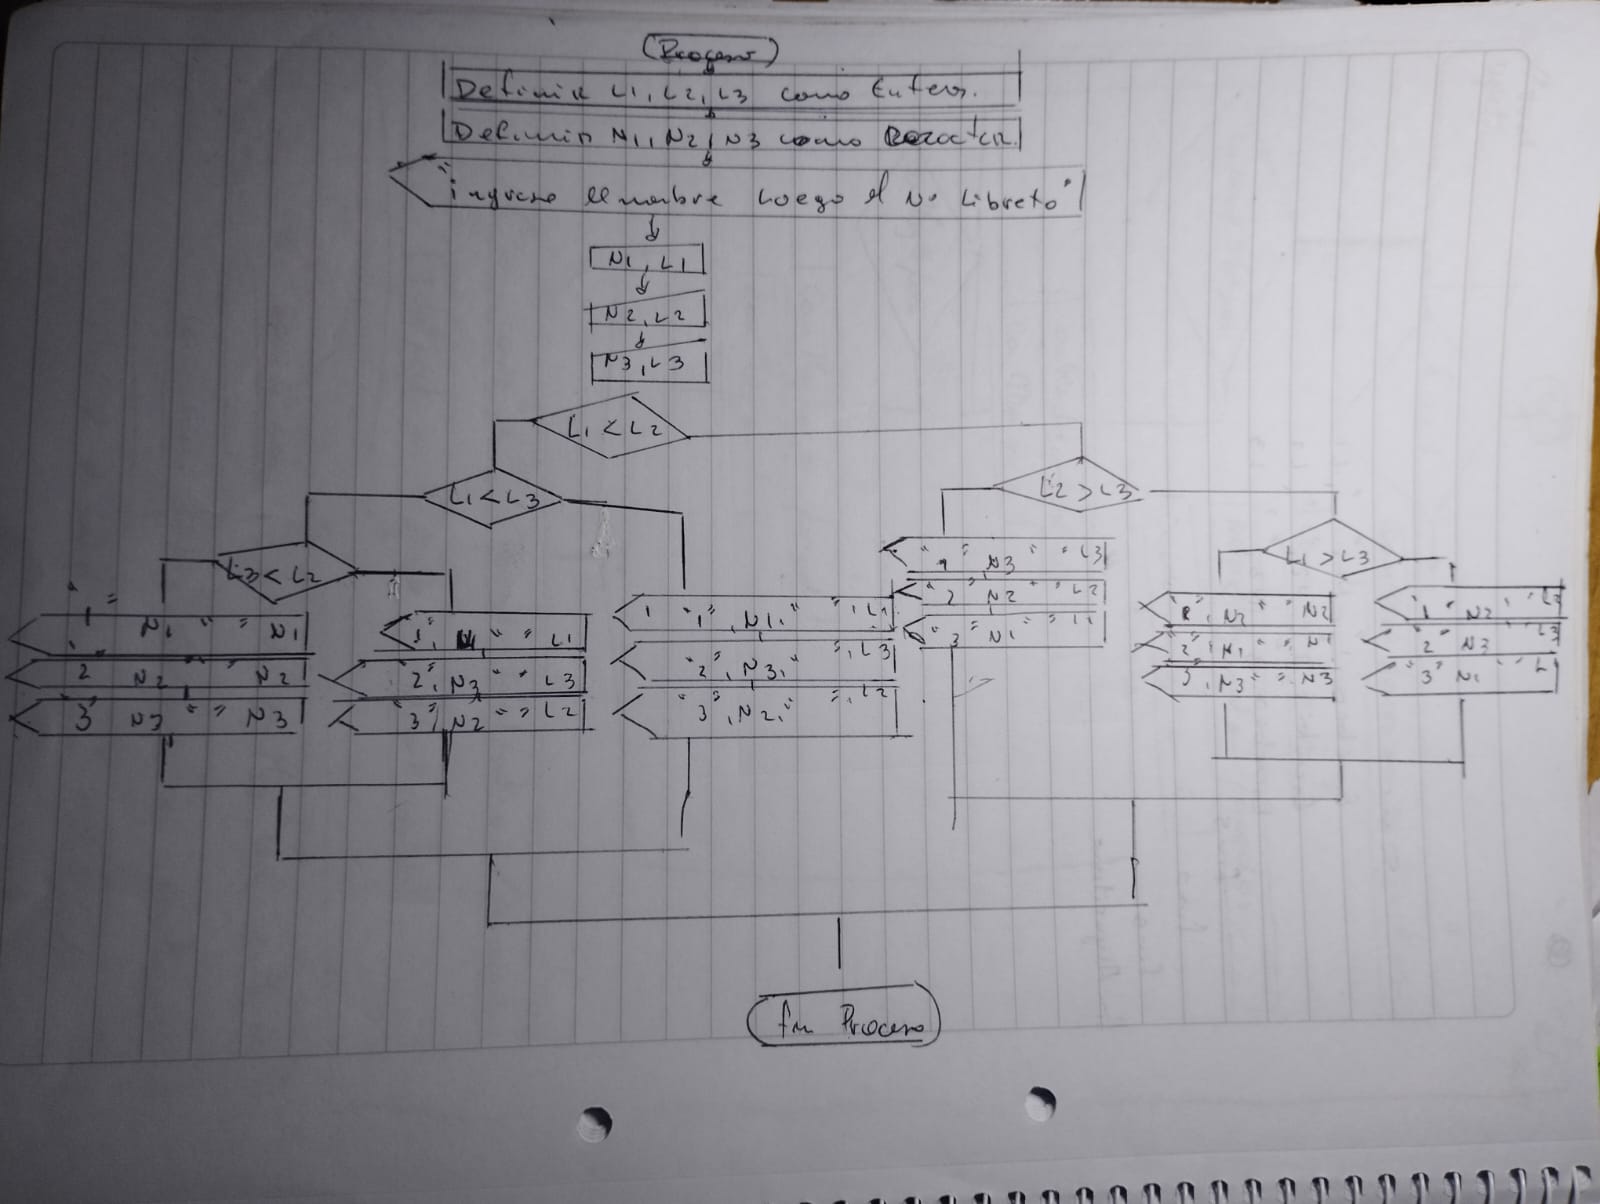 Proceso
Definir L1, L2, L3 como Enteros.
Definir N1, N2, N3 como Caracter.
"ingrese el nombre luego el No Libreto"
N1, L1
N2, L2
N3, L3
L1 < L2
L1 < L3
L2 > L3
L3 < L2
L1 > L3
"1" N1 " " N1
"2" N2 " " N2
"3" N3 " " N3
"1", " " L1
"2", N3 " " L3
"3", N2 " " L2
"1", N1, " ", L1
"2", N3, " ", L3
"3", N2, " ", L2
"1" N3 " " L3
"2" N2 " " L2
"3" N1 " " L1
"1", N2 " " N2
"2", N1 " " N1
"3", N3 " " N3
"1" N2 " " L2
"2" N3 " " L3
"3" N1 " " L1
Fin Proceso